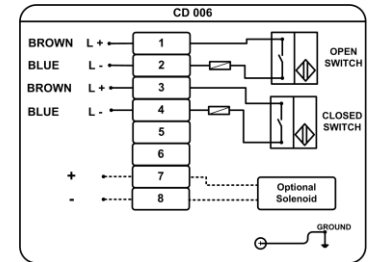 CD 006
BROWN L + 1
BLUE L - 2
OPEN
SWITCH
BROWN L + 3
BLUE L - 4
CLOSED
SWITCH
5
6
+ 7
- 8
Optional
Solenoid
GROUND